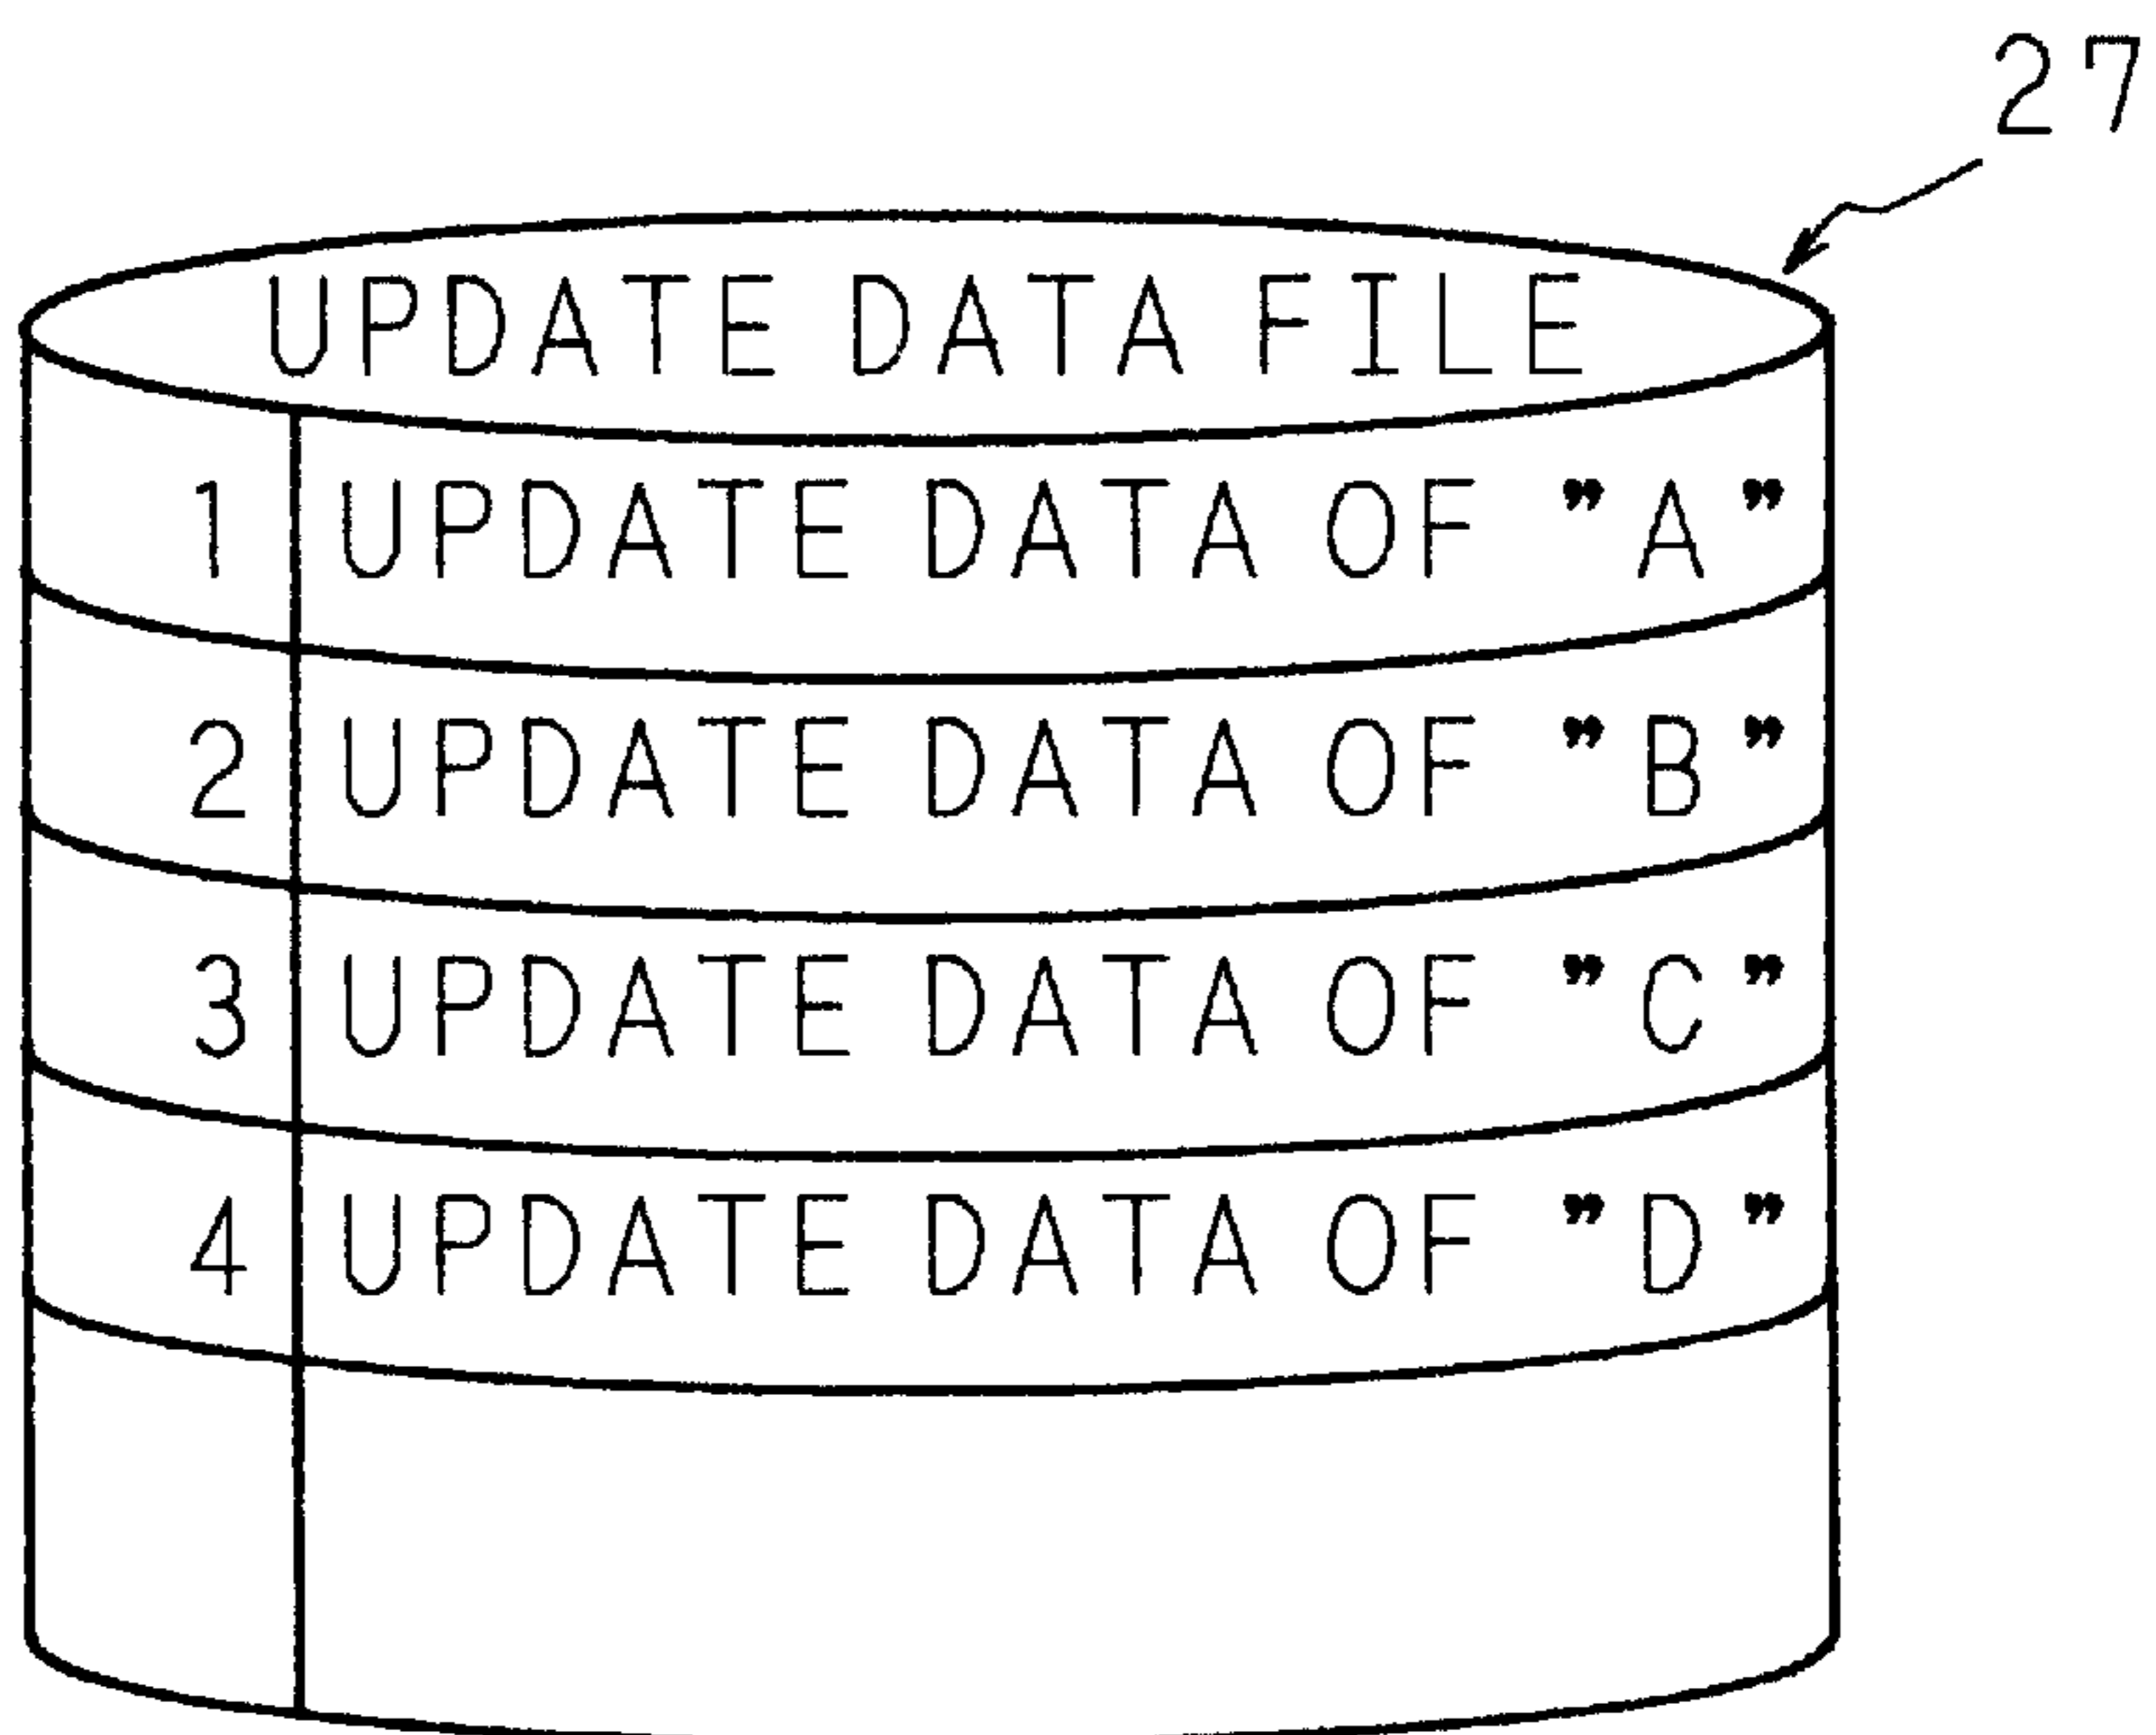 27
UPDATE DATA FILE
1 UPDATE DATA OF ”A”
2 UPDATE DATA OF ”B”
3 UPDATE DATA OF ”C”
4 UPDATE DATA OF ”D”